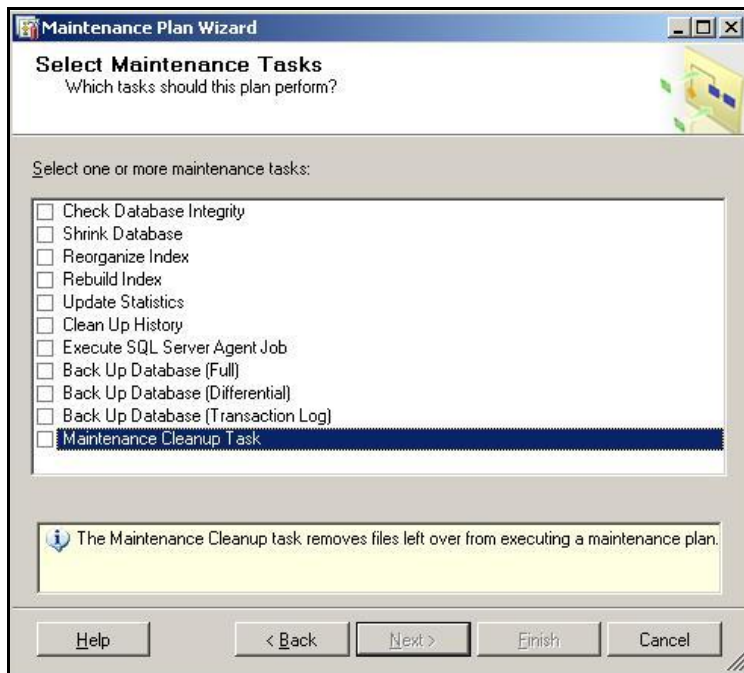 Maintenance Plan Wizard
Select Maintenance Tasks
Which tasks should this plan perform?
Select one or more maintenance tasks:
Check Database Integrity
Shrink Database
Reorganize Index
Rebuild Index
Update Statistics
Clean Up History
Execute SQL Server Agent Job
Back Up Database (Full)
Back Up Database (Differential)
Back Up Database (Transaction Log)
Maintenance Cleanup Task
The Maintenance Cleanup task removes files left over from executing a maintenance plan.
Help
< Back
Next >
Finish
Cancel